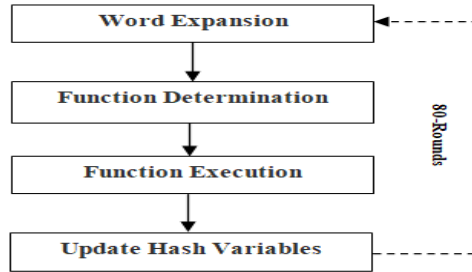 Word Expansion
Function Determination
80-Rounds
Function Execution
Update Hash Variables